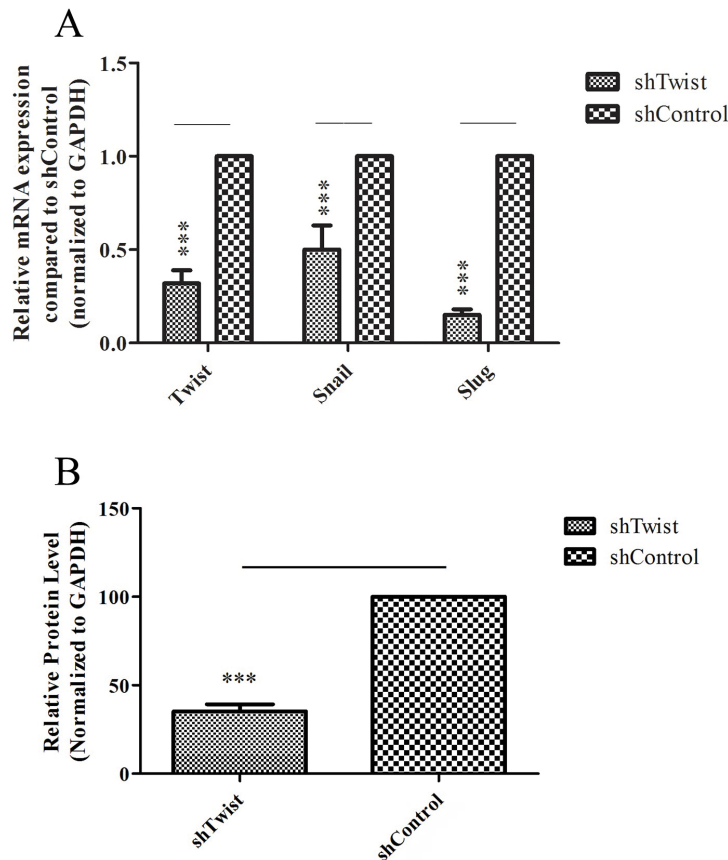 A
Relative mRNA expression
compared to shControl
(normalized to GAPDH)
1.5
1.0
0.5
0.0
***
***
***
Twist
Snail
Slug
shTwist
shControl
B
Relative Protein Level
(Normalized to GAPDH)
150
100
50
0
***
shTwist
shControl
shTwist
shControl